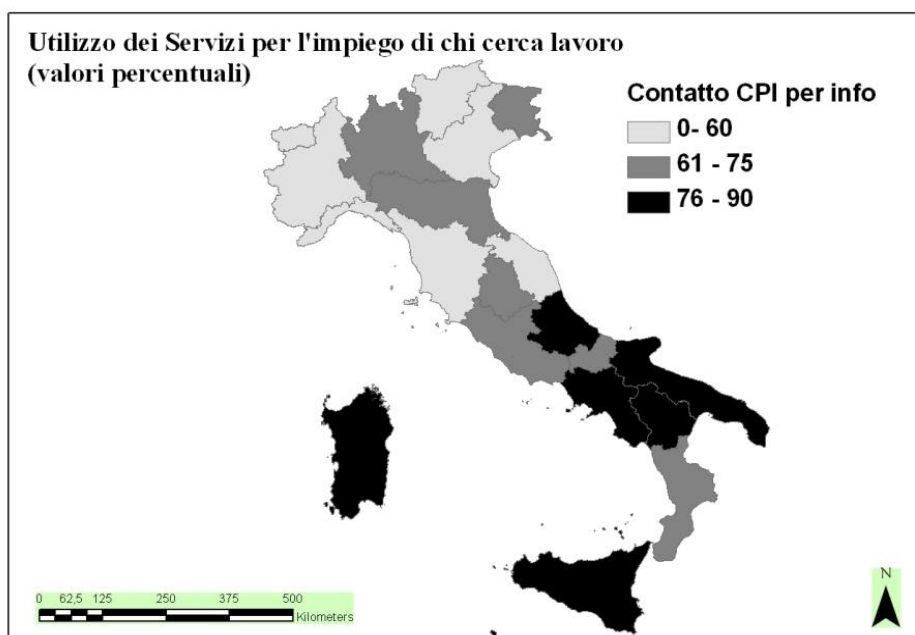 Utilizzo dei Servizi per l'impiego di chi cerca lavoro
(valori percentuali)
Contatto CPI per info
0- 60
61 - 75
76 - 90
0 62,5 125 250 375 500
Kilometers
N